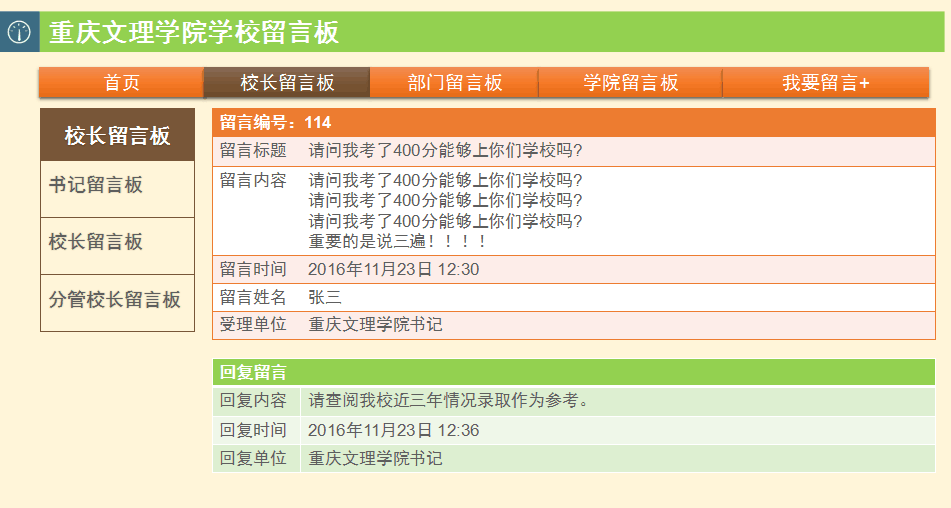 重庆文理学院学校留言板
首页 校长留言板 部门留言板 学院留言板 我要留言+
校长留言板
书记留言板
校长留言板
分管校长留言板
留言编号：114
留言标题 请问我考了400分能够上你们学校吗?
留言内容 请问我考了400分能够上你们学校吗?
请问我考了400分能够上你们学校吗?
请问我考了400分能够上你们学校吗?
重要的是说三遍！！！！
留言时间 2016年11月23日 12:30
留言姓名 张三
受理单位 重庆文理学院书记
回复留言
回复内容 请查阅我校近三年情况录取作为参考。
回复时间 2016年11月23日 12:36
回复单位 重庆文理学院书记